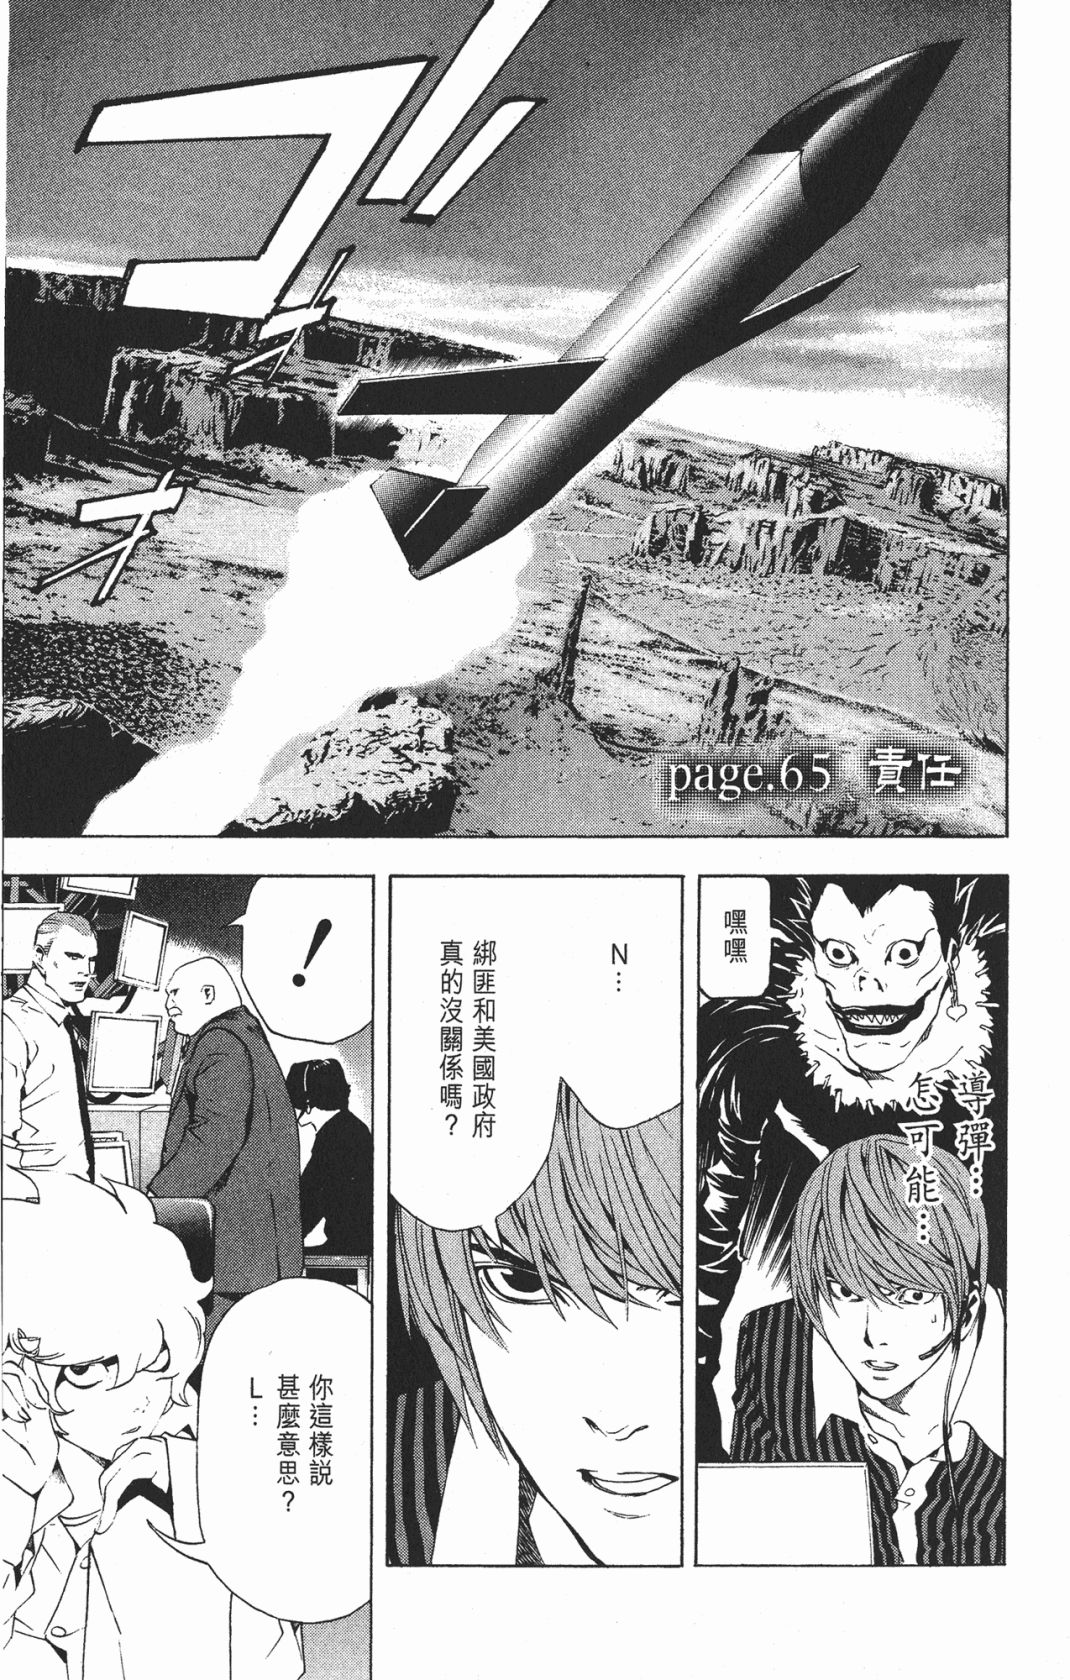 ゴオオ
page.65 責任
嘿嘿
導彈…
怎可能…
N…
綁匪和美國政府
真的沒關係嗎？
！
你這樣說
甚麼意思？
L…